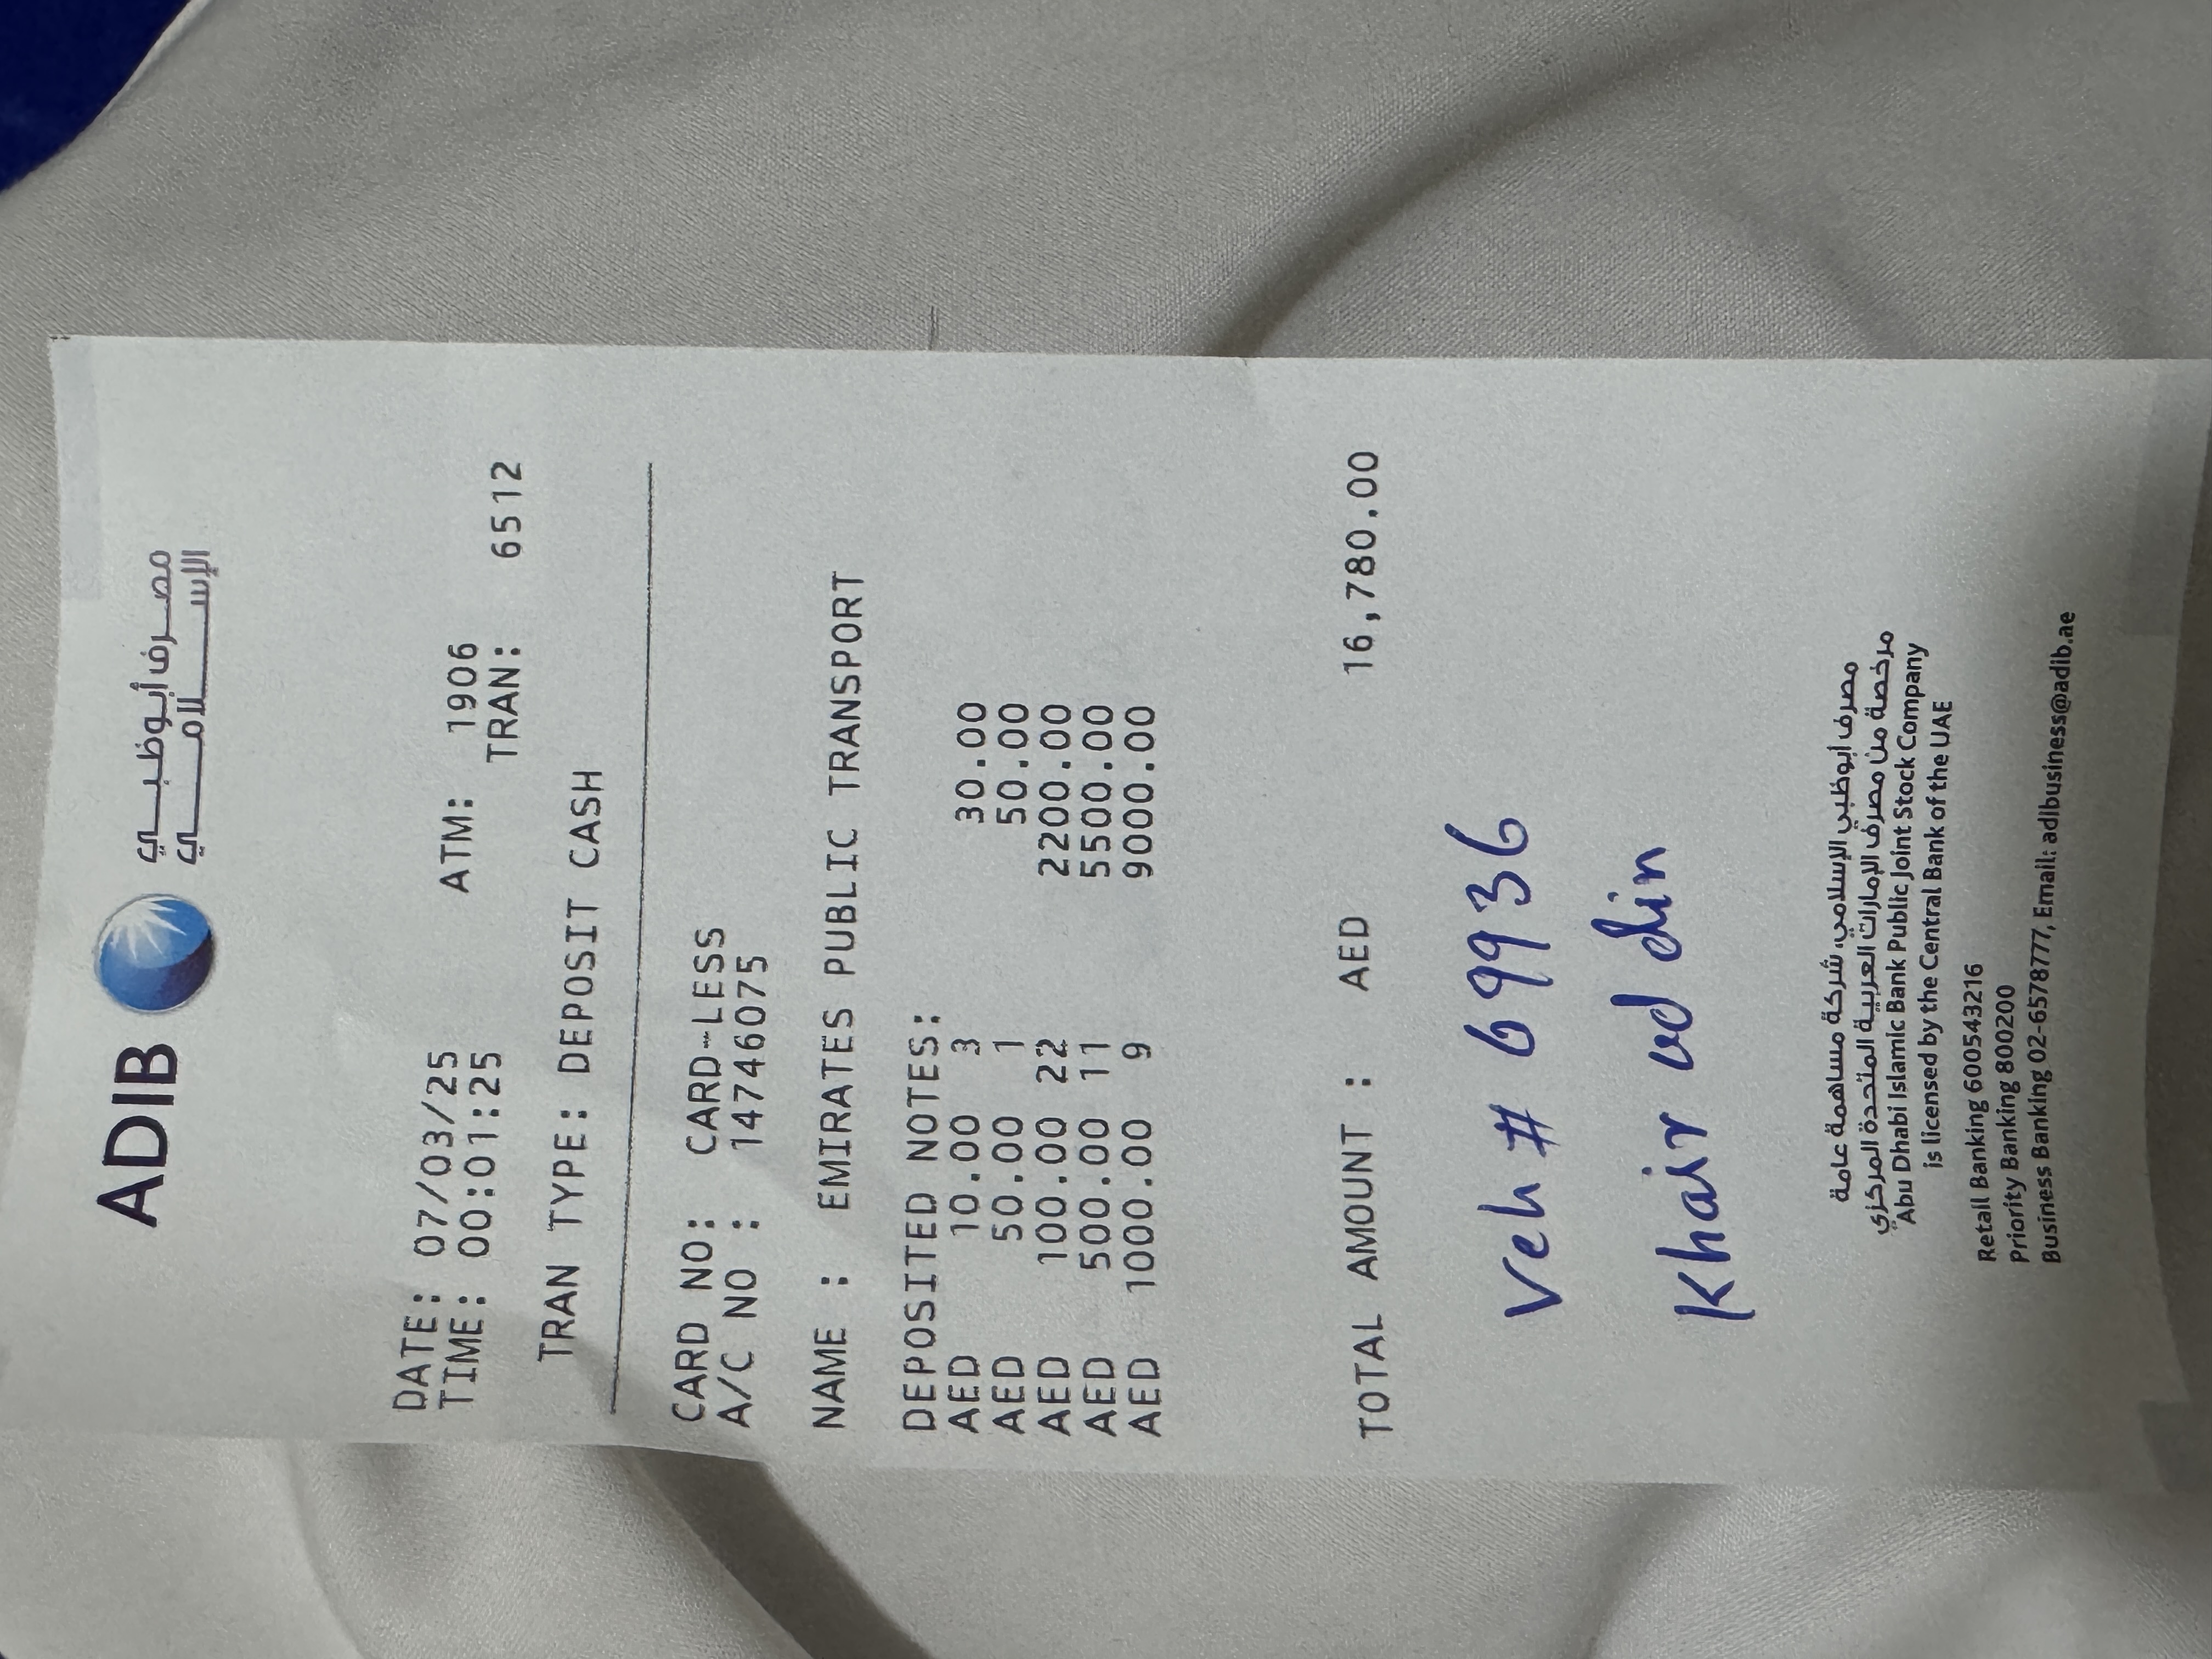 ADIB
مصرف أبوظبي
الإسلامي
DATE: 07/03/25 ATM: 1906
TIME: 00:01:25 TRAN: 6512
TRAN TYPE: DEPOSIT CASH
CARD NO: CARD-LESS
A/C NO : 14746075
NAME : EMIRATES PUBLIC TRANSPORT
DEPOSITED NOTES:
AED 10.00 3 30.00
AED 50.00 1 50.00
AED 100.00 22 2200.00
AED 500.00 11 5500.00
AED 1000.00 9 9000.00
TOTAL AMOUNT : AED 16,780.00
Veh # 69936
Khair ud din
مصرف أبوظبي الإسلامي، شركة مساهمة عامة
مرخصة من مصرف الإمارات العربية المتحدة المركزي
Abu Dhabi Islamic Bank Public Joint Stock Company
is licensed by the Central Bank of the UAE
Retail Banking 600543216
Priority Banking 8000200
Business Banking 02-6578777, Email: adibusiness@adib.ae